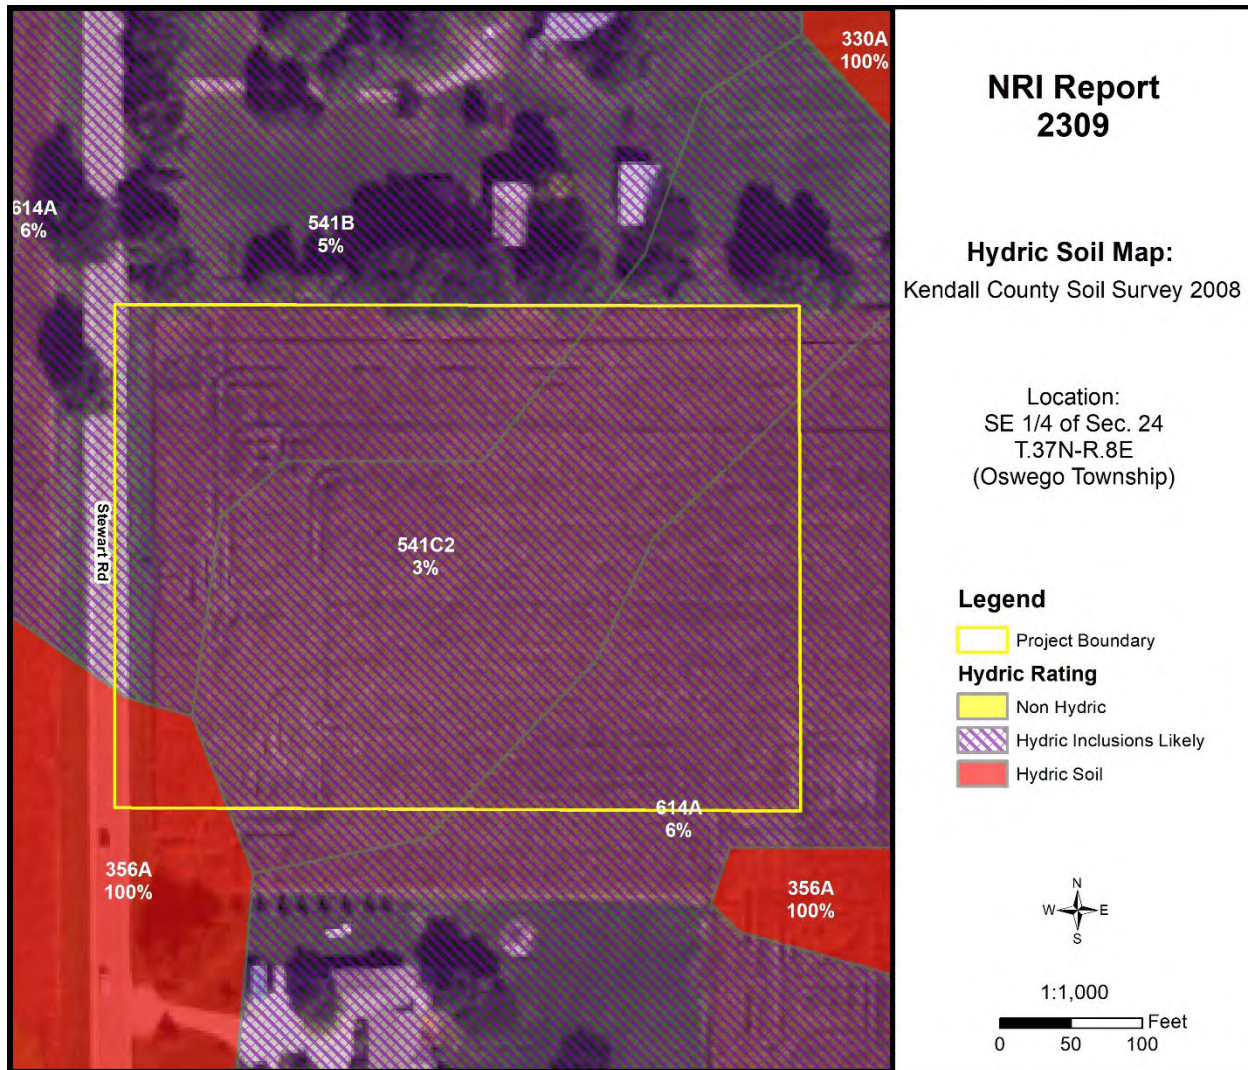 330A
100%
614A
6%
541B
5%
Stewart Rd
541C2
3%
614A
6%
356A
100%
356A
100%
NRI Report
2309
Hydric Soil Map:
Kendall County Soil Survey 2008
Location:
SE 1/4 of Sec. 24
T.37N-R.8E
(Oswego Township)
Legend
Project Boundary
Hydric Rating
Non Hydric
Hydric Inclusions Likely
Hydric Soil
N
W E
S
1:1,000
Feet
0 50 100